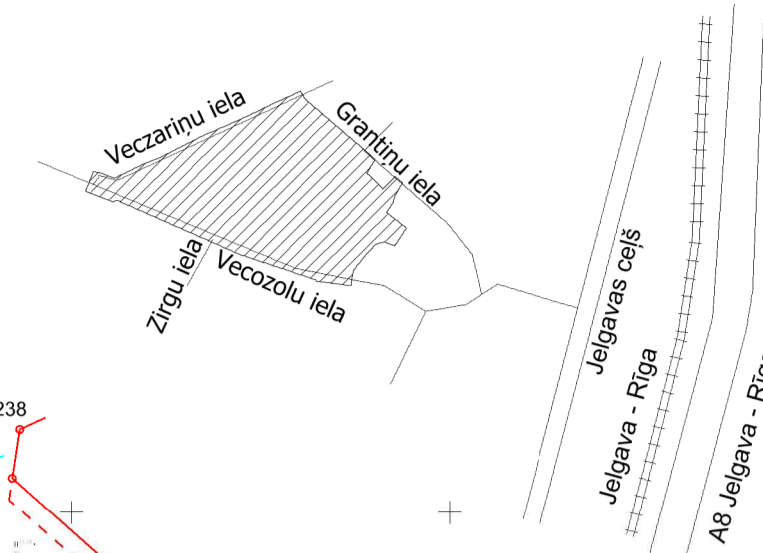 Veczariņu iela
Grantiņu iela
Zirgu iela
Vecozolu iela
Jelgavas ceļš
Jelgava - Rīga
A8 Jelgava - Rīga
238